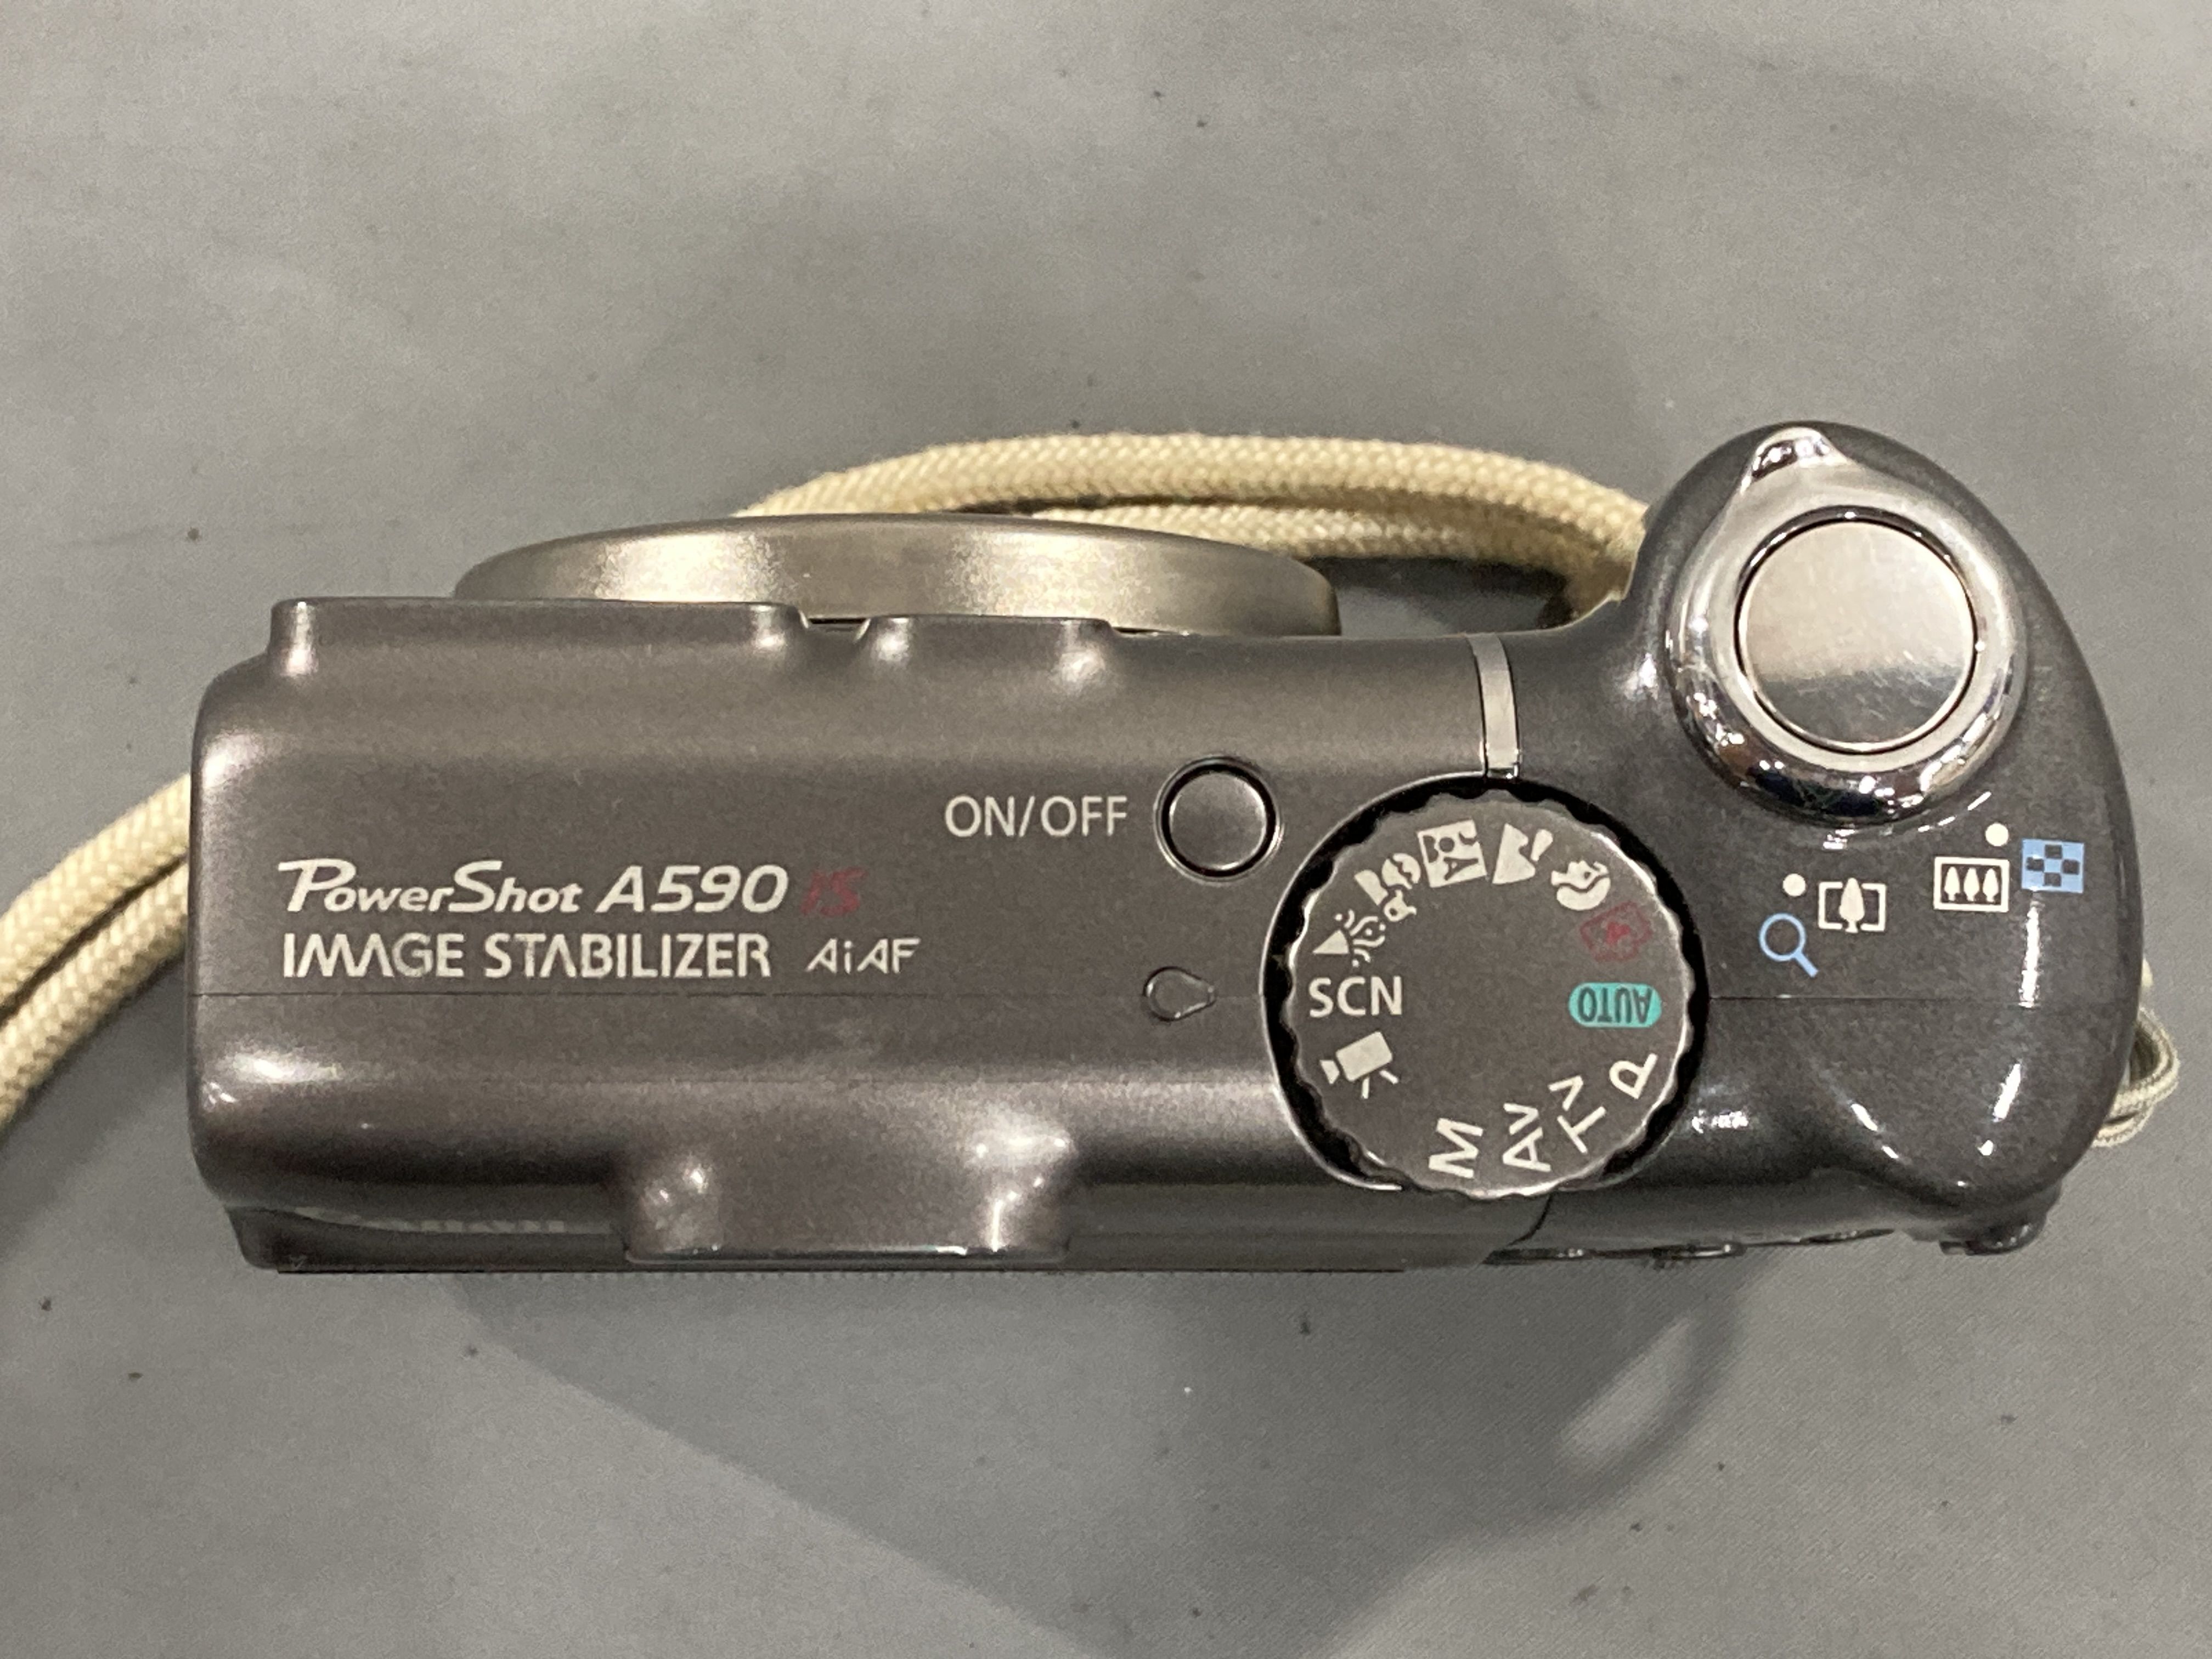 ON/OFF
PowerShot A590 IS
IMAGE STABILIZER AiAF
SCN
AUTO
P
Tv
Av
M